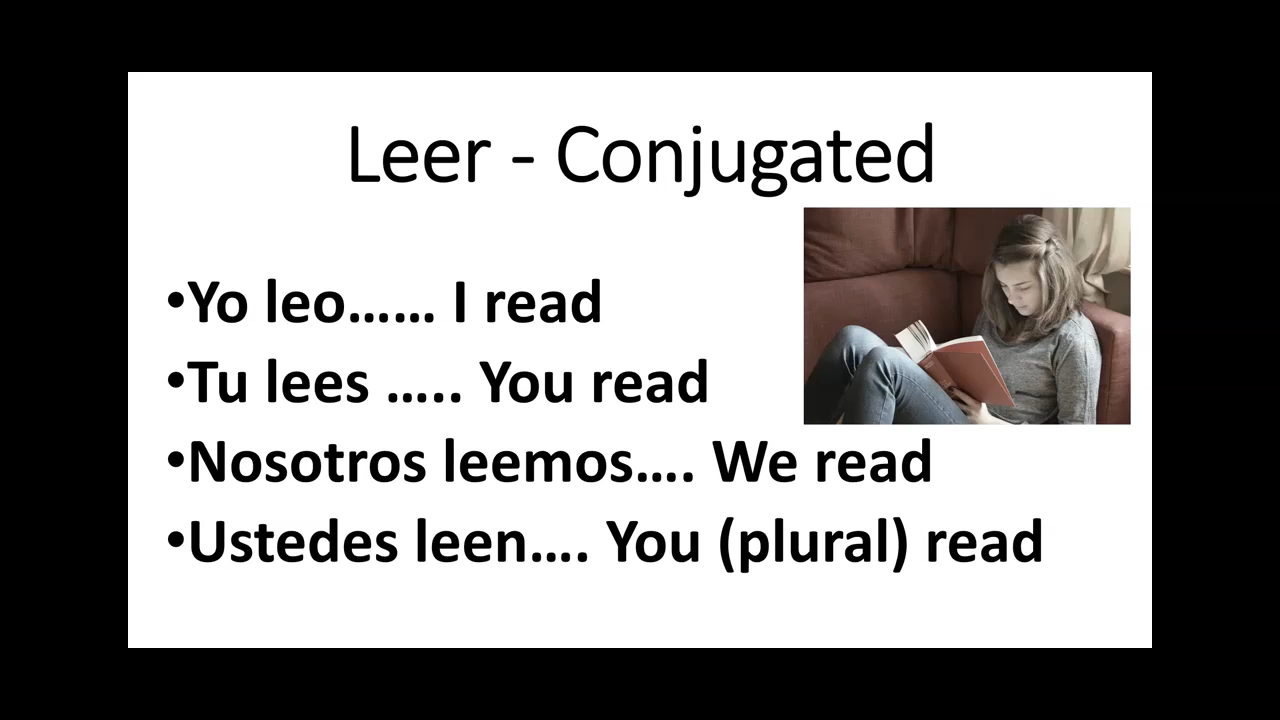 Leer - Conjugated
•Yo leo...... I read
•Tu lees ..... You read
•Nosotros leemos.... We read
•Ustedes leen.... You (plural) read